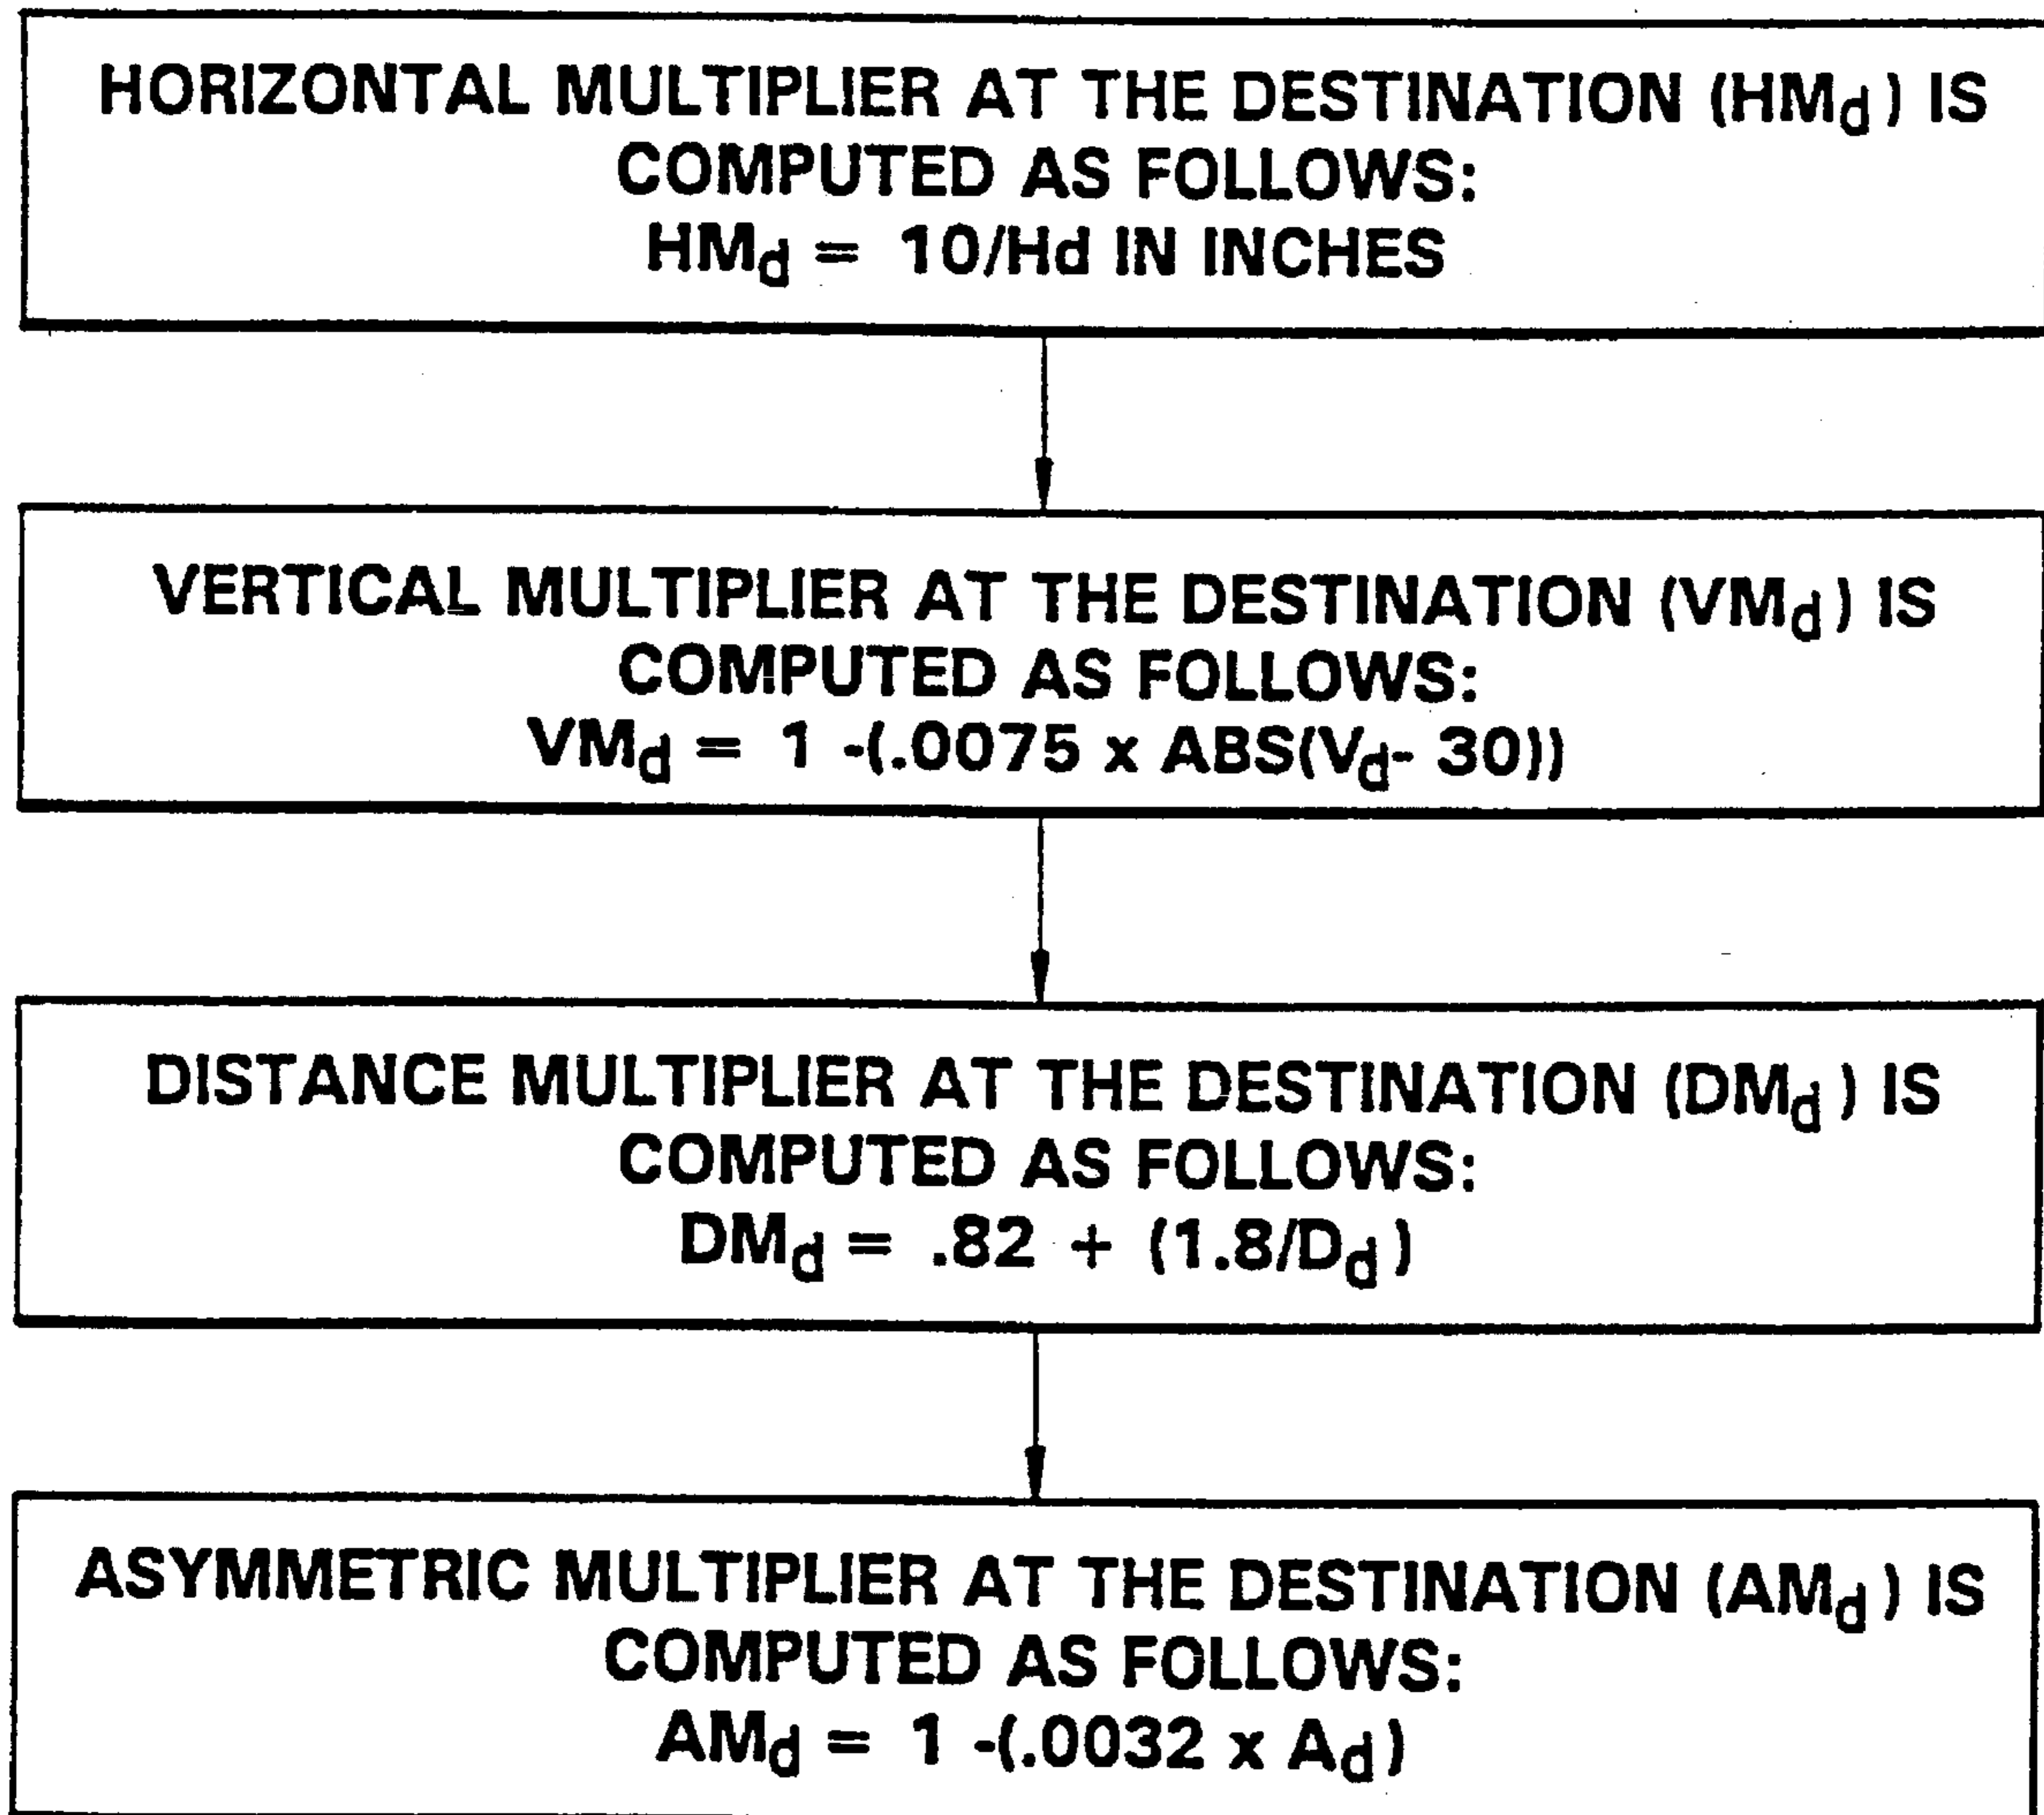 HORIZONTAL MULTIPLIER AT THE DESTINATION (HMd) IS
COMPUTED AS FOLLOWS:
HMd = 10/Hd IN INCHES
VERTICAL MULTIPLIER AT THE DESTINATION (VMd) IS
COMPUTED AS FOLLOWS:
VMd = 1 -(.0075 x ABS(Vd- 30))
DISTANCE MULTIPLIER AT THE DESTINATION (DMd) IS
COMPUTED AS FOLLOWS:
DMd = .82 + (1.8/Dd)
ASYMMETRIC MULTIPLIER AT THE DESTINATION (AMd) IS
COMPUTED AS FOLLOWS:
AMd = 1 -(.0032 x Ad)